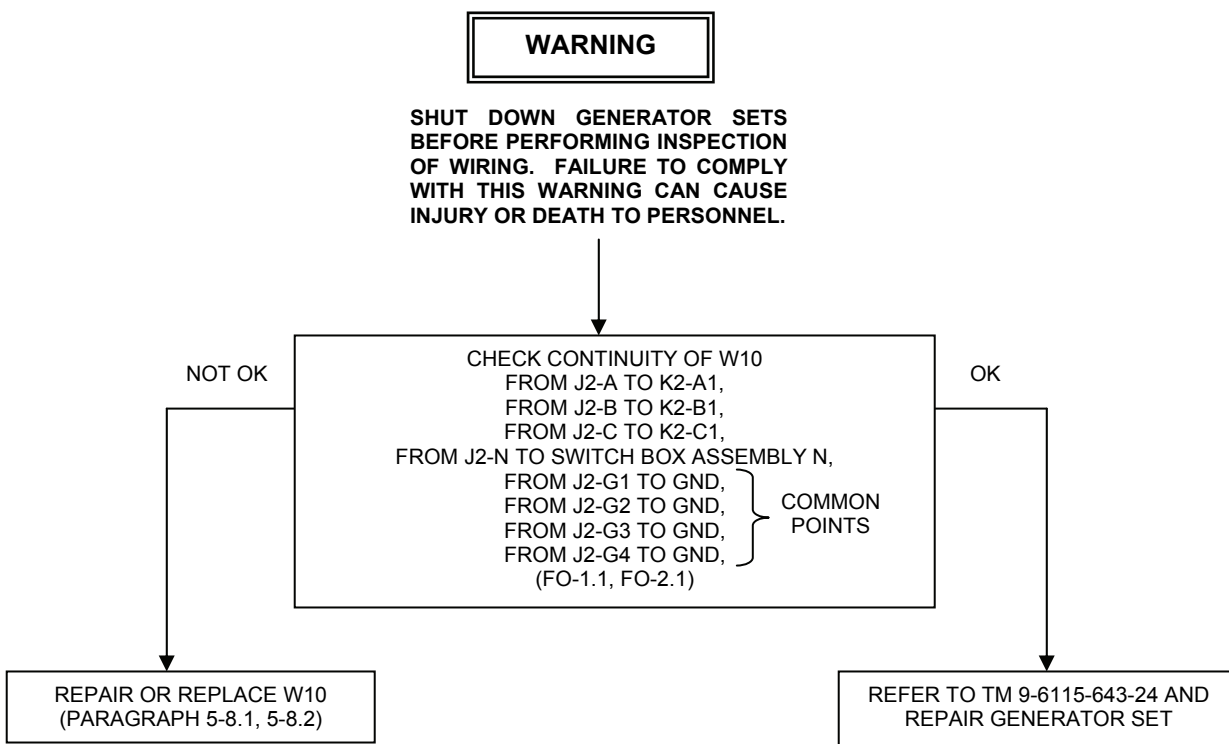 WARNING
SHUT DOWN GENERATOR SETS
BEFORE PERFORMING INSPECTION
OF WIRING. FAILURE TO COMPLY
WITH THIS WARNING CAN CAUSE
INJURY OR DEATH TO PERSONNEL.
NOT OK
CHECK CONTINUITY OF W10
FROM J2-A TO K2-A1,
FROM J2-B TO K2-B1,
FROM J2-C TO K2-C1,
FROM J2-N TO SWITCH BOX ASSEMBLY N,
FROM J2-G1 TO GND,
FROM J2-G2 TO GND,
FROM J2-G3 TO GND,
FROM J2-G4 TO GND,
(FO-1.1, FO-2.1)
COMMON
POINTS
OK
REPAIR OR REPLACE W10
(PARAGRAPH 5-8.1, 5-8.2)
REFER TO TM 9-6115-643-24 AND
REPAIR GENERATOR SET